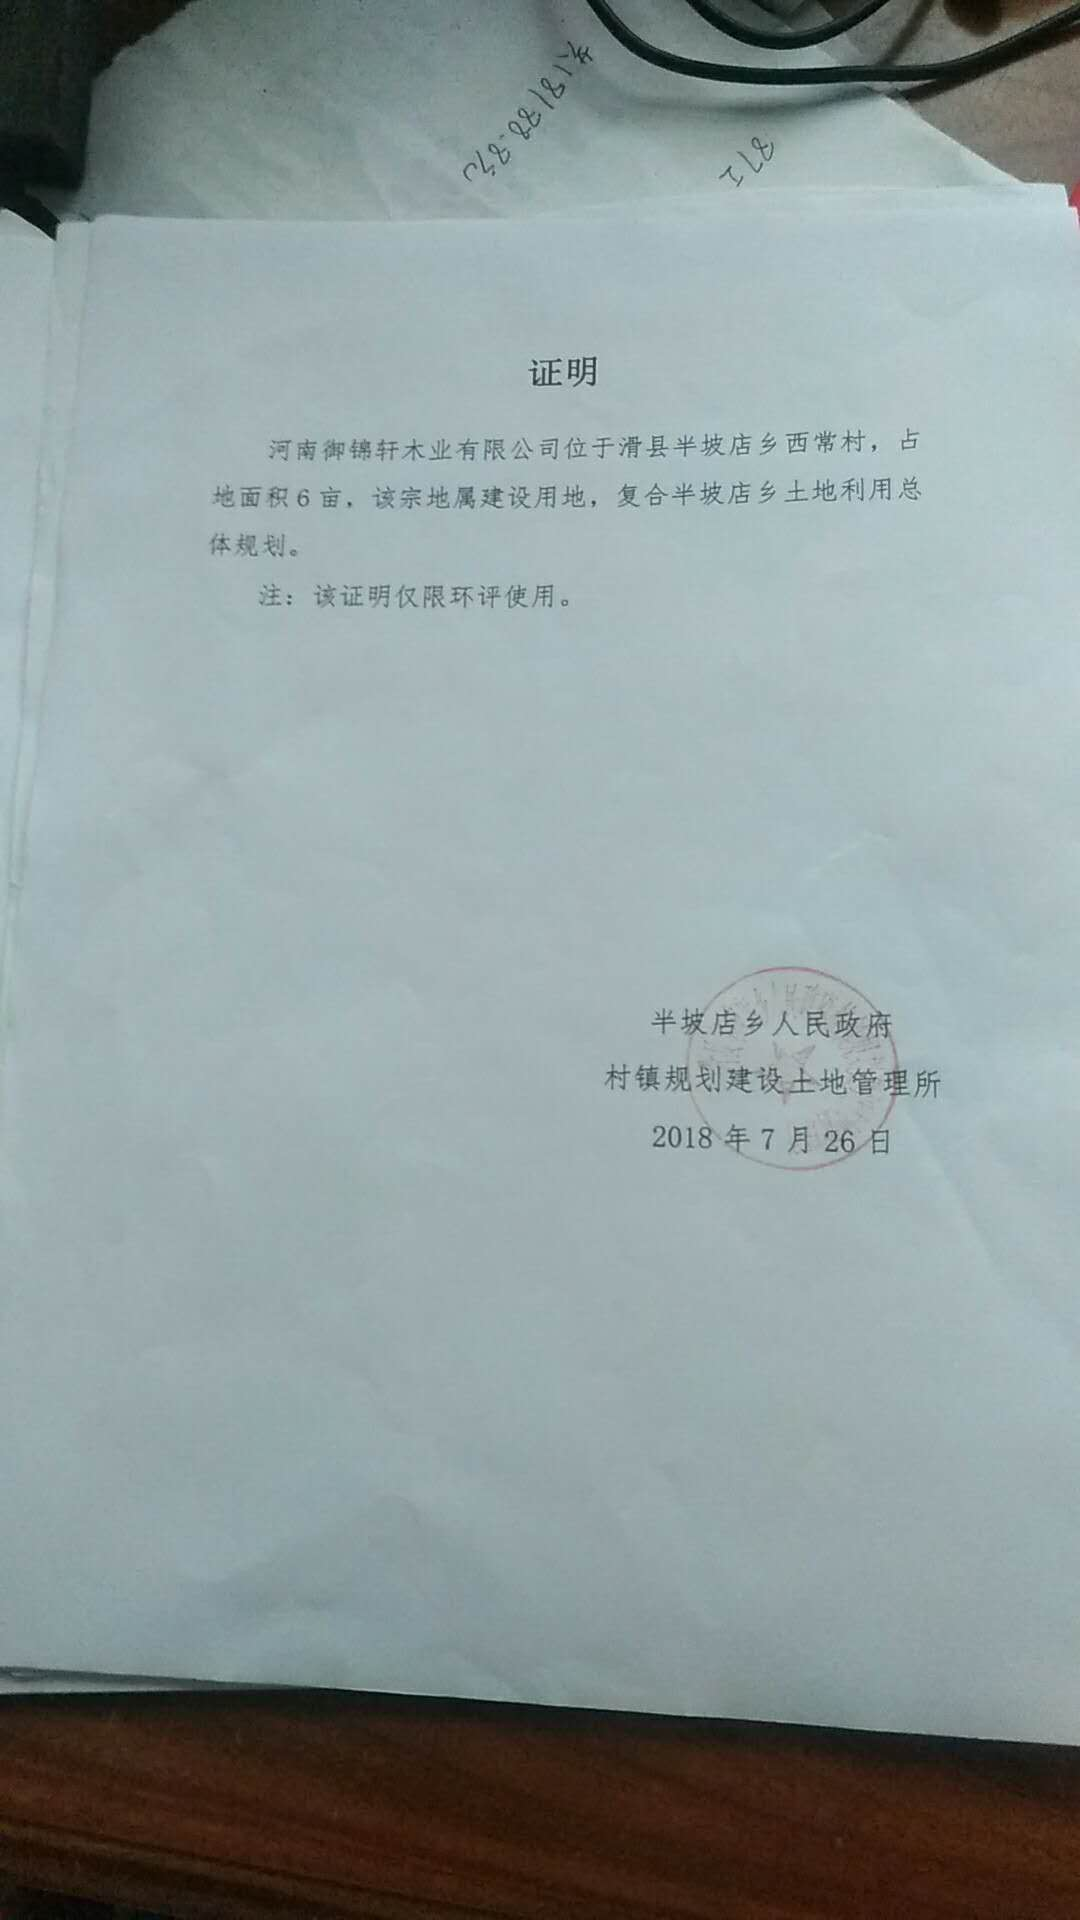 证明
河南御锦轩木业有限公司位于滑县半坡店乡西常村，占
地面积6亩，该宗地属建设用地，复合半坡店乡土地利用总
体规划。
注：该证明仅限环评使用。
半坡店乡人民政府
村镇规划建设土地管理所
2018年7月26日